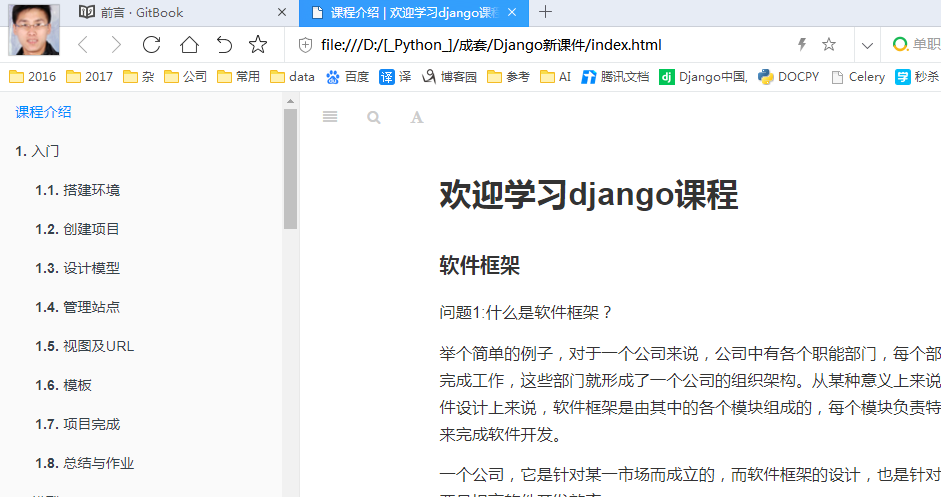 前言 · GitBook
课程介绍 | 欢迎学习django课程
file:///D:/[_Python_]/成套/Django新课件/index.html
单职
2016 2017 杂 公司 常用 data 百度 译 译 博客园 参考 AI 腾讯文档 dj Django中国, DOCPY Celery 学 秒杀
课程介绍
1. 入门
1.1. 搭建环境
1.2. 创建项目
1.3. 设计模型
1.4. 管理站点
1.5. 视图及URL
1.6. 模板
1.7. 项目完成
1.8. 总结与作业
A
欢迎学习django课程
软件框架
问题1:什么是软件框架？
举个简单的例子，对于一个公司来说，公司中有各个职能部门，每个部
完成工作，这些部门就形成了一个公司的组织架构。从某种意义上来说
件设计上来说，软件框架是由其中的各个模块组成的，每个模块负责特
来完成软件开发。
一个公司，它是针对某一市场而成立的，而软件框架的设计，也是针对